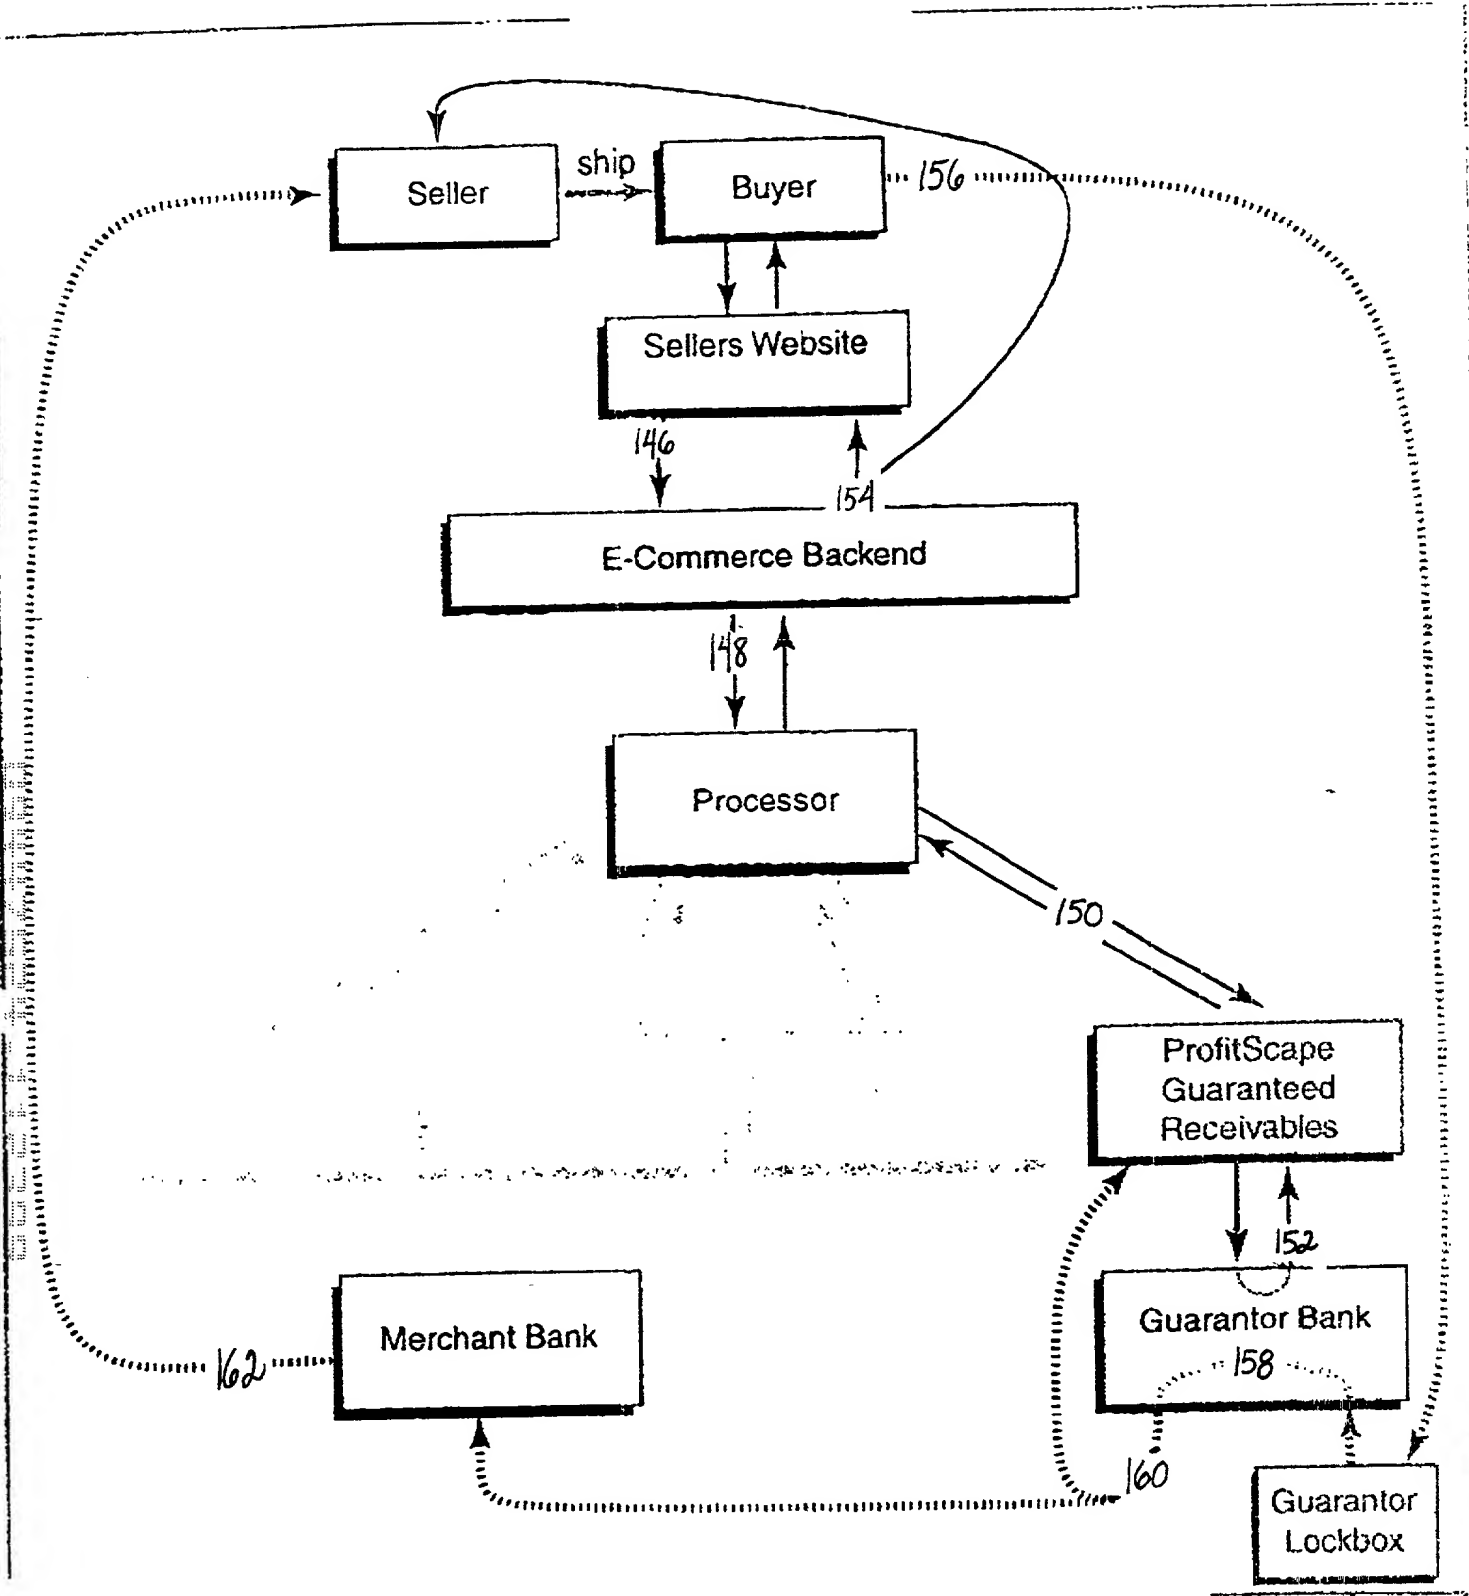 ship
Seller
Buyer
156
Sellers Website
146
154
E-Commerce Backend
148
Processor
150
ProfitScape
Guaranteed
Receivables
152
Guarantor Bank
158
Merchant Bank
162
160
Guarantor
Lockbox